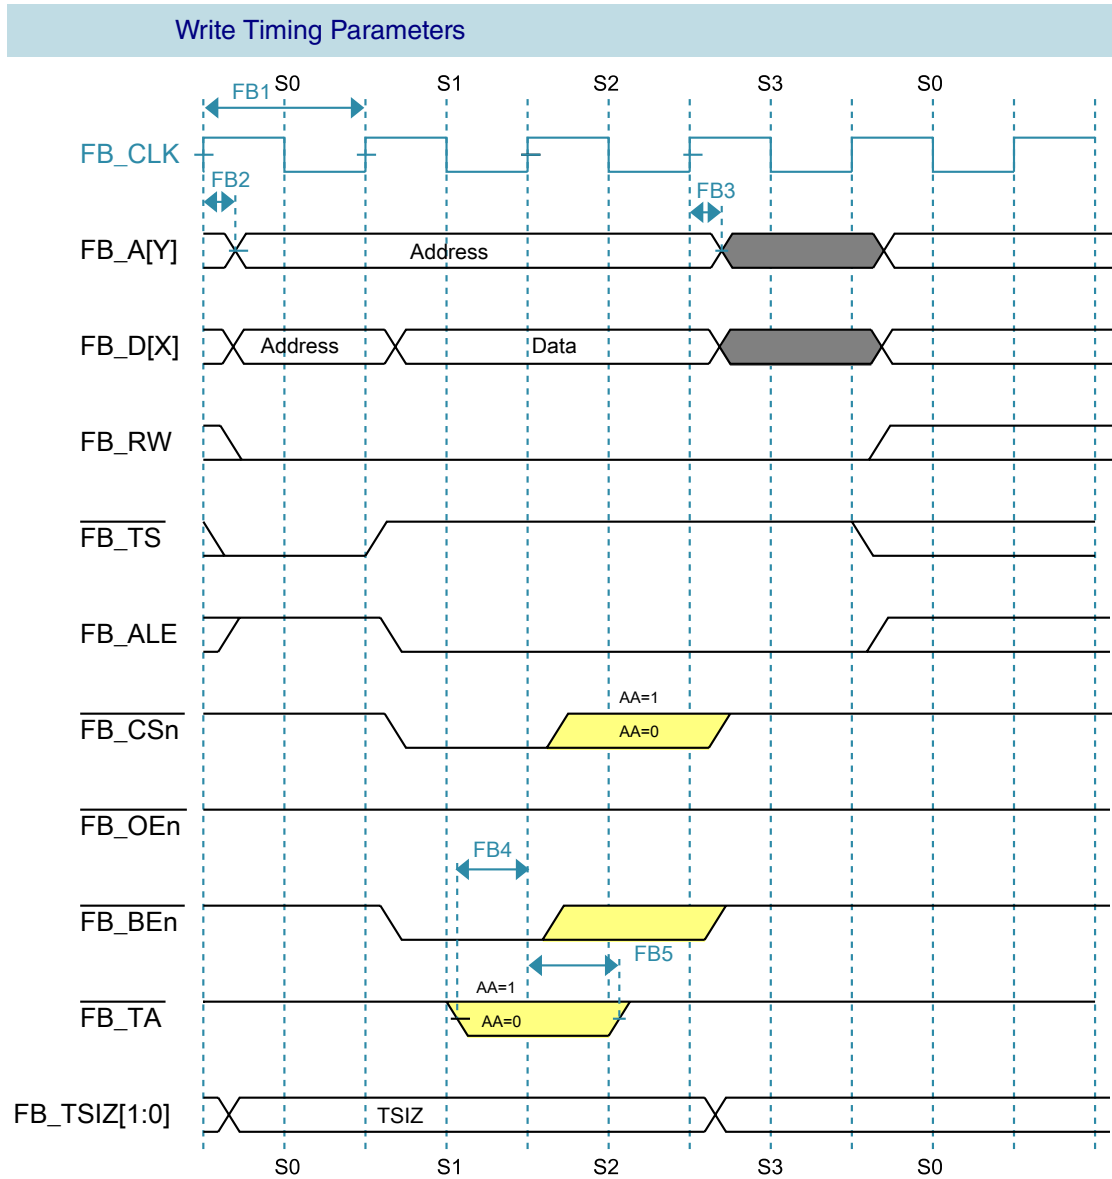 Write Timing Parameters
S0 S1 S2 S3 S0
FB1
FB_CLK
FB2 FB3
FB_A[Y] Address
FB_D[X] Address Data
FB_RW
FB_TS
FB_ALE
AA=1
FB_CSn AA=0
FB_OEn
FB4
FB_BEn
FB5
AA=1
FB_TA AA=0
FB_TSIZ[1:0] TSIZ
S0 S1 S2 S3 S0